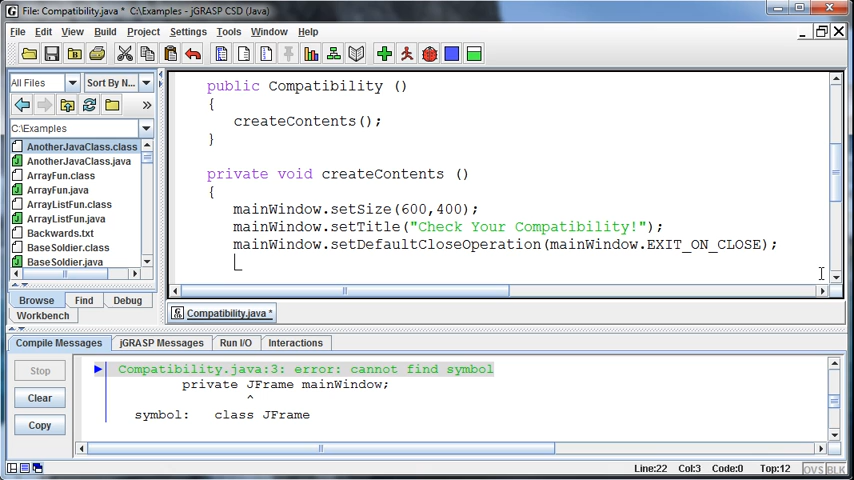 File: Compatibility.java *  C:\Examples - jGRASP CSD (Java)
File Edit View Build Project Settings Tools Window Help
All Files Sort By N...
C:\Examples
AnotherJavaClass.class
AnotherJavaClass.java
ArrayFun.class
ArrayFun.java
ArrayListFun.class
ArrayListFun.java
Backwards.txt
BaseSoldier.class
BaseSoldier.java
Browse Find Debug
Workbench
public Compatibility ()
{
createContents();
}
private void createContents ()
{
mainWindow.setSize(600,400);
mainWindow.setTitle("Check Your Compatibility!");
mainWindow.setDefaultCloseOperation(mainWindow.EXIT_ON_CLOSE);
Compatibility.java *
Compile Messages jGRASP Messages Run I/O Interactions
Stop
Clear
Copy
Compatibility.java:3: error: cannot find symbol
private JFrame mainWindow;
^
symbol: class JFrame
Line:22 Col:3 Code:0 Top:12 OVS BLK